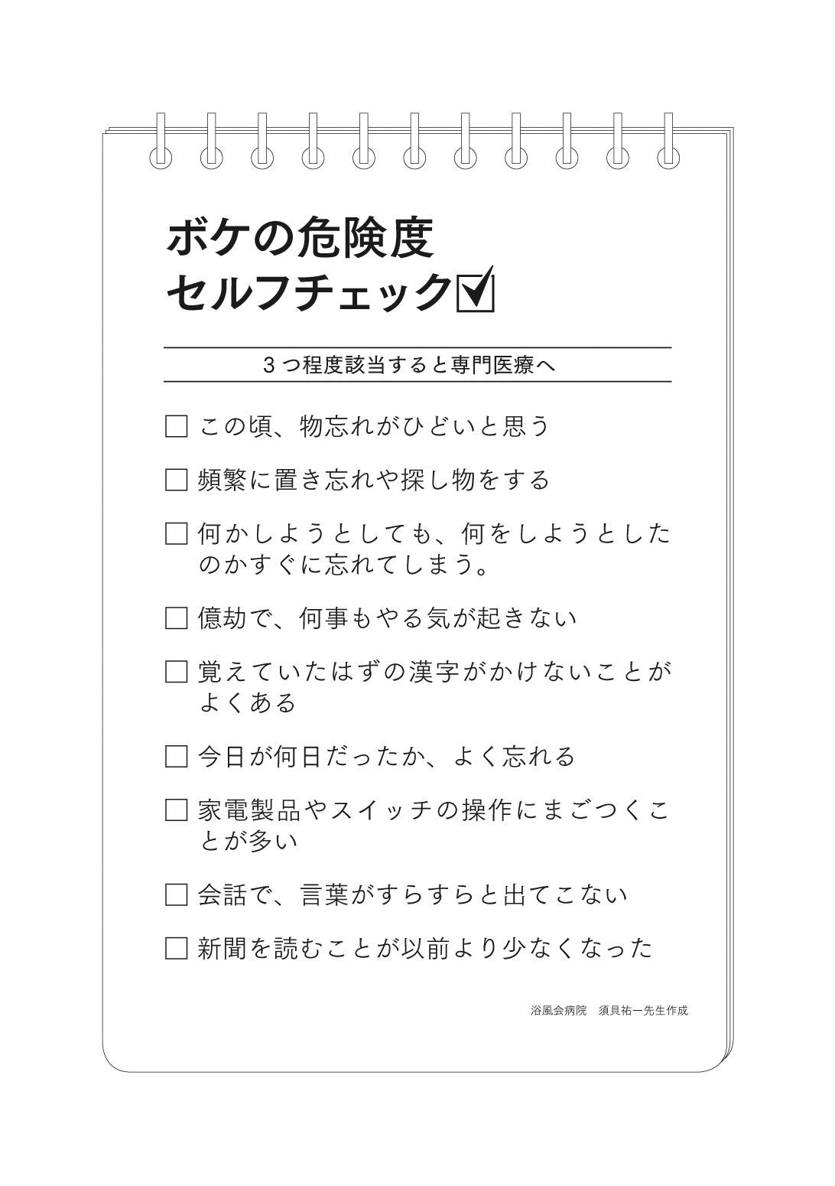 ボケの危険度
セルフチェック
3つ程度該当すると専門医療へ
この頃、物忘れがひどいと思う
頻繁に置き忘れや探し物をする
何かしようとしても、何をしようとした
のかすぐに忘れてしまう。
億劫で、何事もやる気が起きない
覚えていたはずの漢字がかけないことが
よくある
今日が何日だったか、よく忘れる
家電製品やスイッチの操作にまごつくこ
とが多い
会話で、言葉がすらすらと出てこない
新聞を読むことが以前より少なくなった
浴風会病院　須貝祐一先生作成